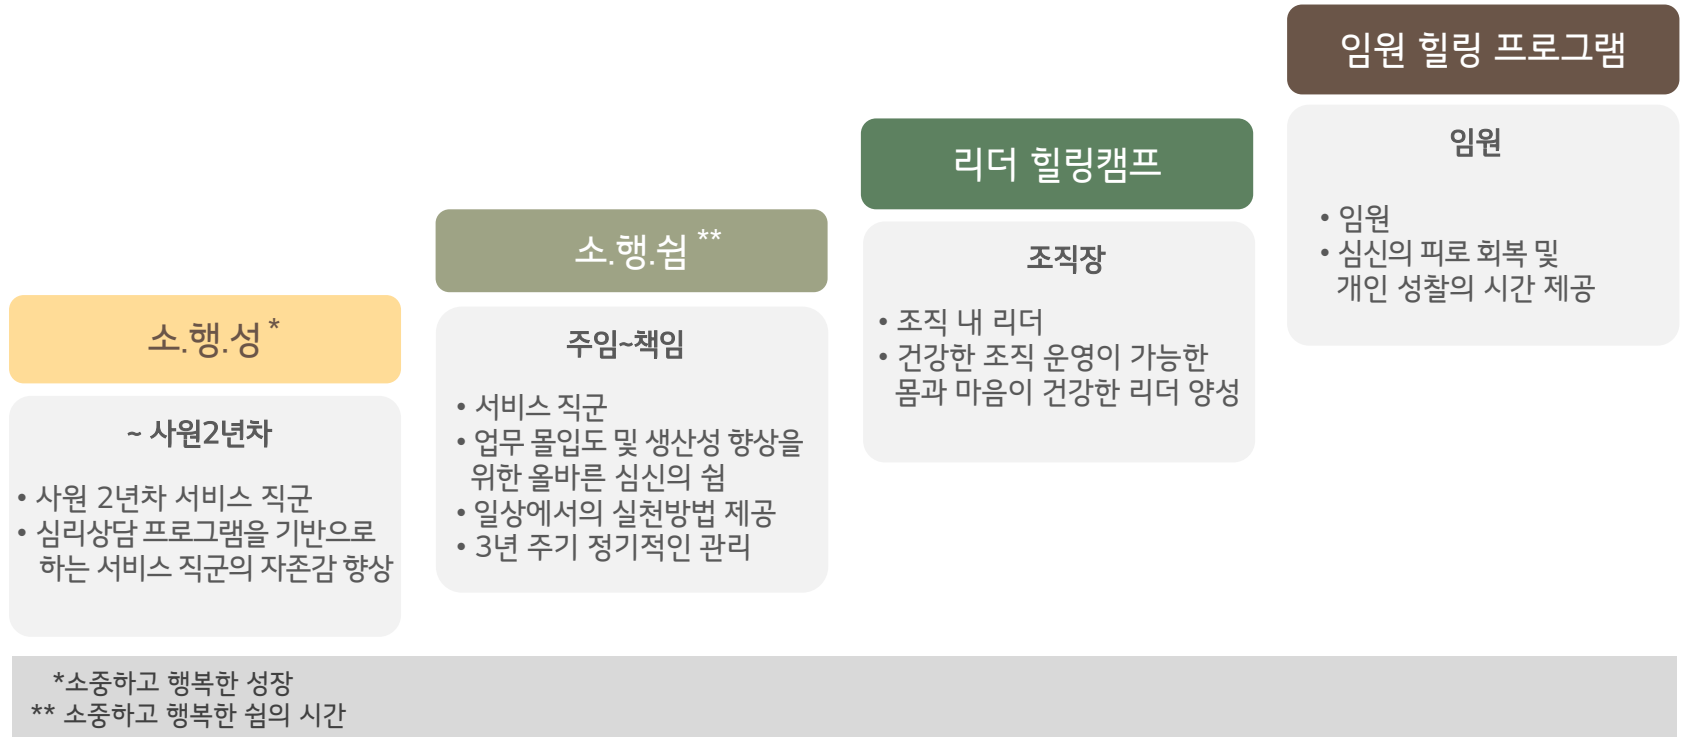 소.행.성*
~ 사원2년차
• 사원 2년차 서비스 직군
• 심리상담 프로그램을 기반으로
하는 서비스 직군의 자존감 향상
소.행.쉼**
주임~책임
• 서비스 직군
• 업무 몰입도 및 생산성 향상을
위한 올바른 심신의 쉼
• 일상에서의 실천방법 제공
• 3년 주기 정기적인 관리
리더 힐링캠프
조직장
• 조직 내 리더
• 건강한 조직 운영이 가능한
몸과 마음이 건강한 리더 양성
임원 힐링 프로그램
임원
• 임원
• 심신의 피로 회복 및
개인 성찰의 시간 제공
*소중하고 행복한 성장
** 소중하고 행복한 쉼의 시간